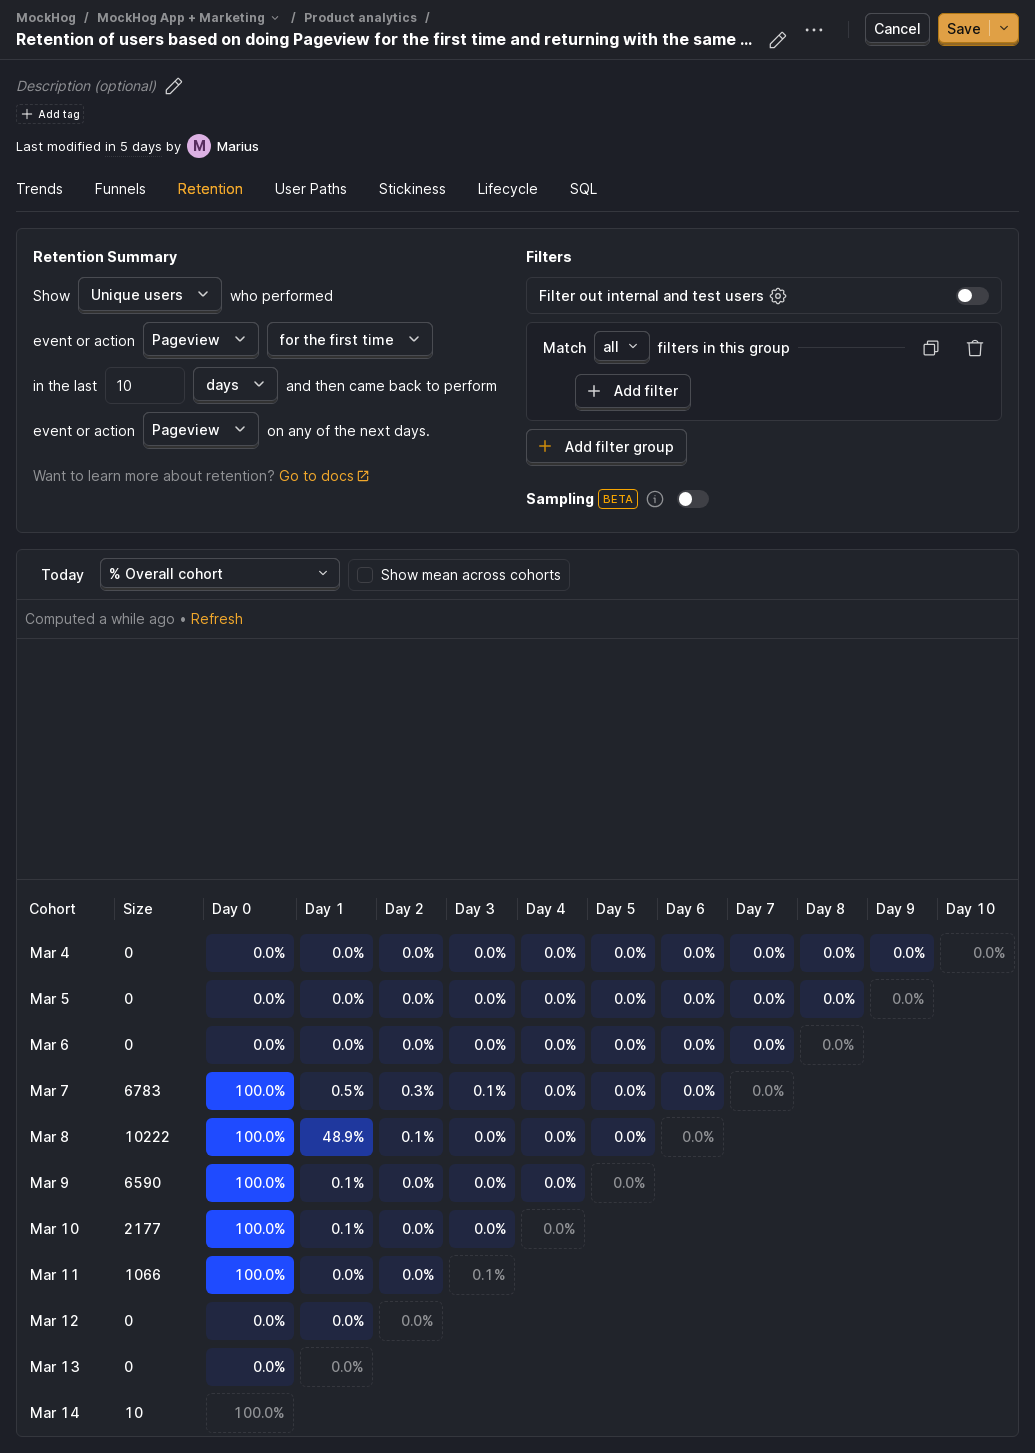 MockHog / MockHog App + Marketing / Product analytics /
Retention of users based on doing Pageview for the first time and returning with the same ...
Cancel
Save
Description (optional)
Add tag
Last modified in 5 days by M Marius
Trends Funnels Retention User Paths Stickiness Lifecycle SQL
Retention Summary
Show Unique users who performed
event or action Pageview for the first time
in the last 10 days and then came back to perform
event or action Pageview on any of the next days.
Want to learn more about retention? Go to docs
Filters
Filter out internal and test users
Match all filters in this group
Add filter
Add filter group
Sampling BETA
Today % Overall cohort Show mean across cohorts
Computed a while ago • Refresh
Cohort Size Day 0 Day 1 Day 2 Day 3 Day 4 Day 5 Day 6 Day 7 Day 8 Day 9 Day 10
Mar 4 0 0.0% 0.0% 0.0% 0.0% 0.0% 0.0% 0.0% 0.0% 0.0% 0.0% 0.0%
Mar 5 0 0.0% 0.0% 0.0% 0.0% 0.0% 0.0% 0.0% 0.0% 0.0% 0.0%
Mar 6 0 0.0% 0.0% 0.0% 0.0% 0.0% 0.0% 0.0% 0.0% 0.0%
Mar 7 6783 100.0% 0.5% 0.3% 0.1% 0.0% 0.0% 0.0% 0.0%
Mar 8 10222 100.0% 48.9% 0.1% 0.0% 0.0% 0.0% 0.0%
Mar 9 6590 100.0% 0.1% 0.0% 0.0% 0.0% 0.0%
Mar 10 2177 100.0% 0.1% 0.0% 0.0% 0.0%
Mar 11 1066 100.0% 0.0% 0.0% 0.1%
Mar 12 0 0.0% 0.0% 0.0%
Mar 13 0 0.0% 0.0%
Mar 14 10 100.0%